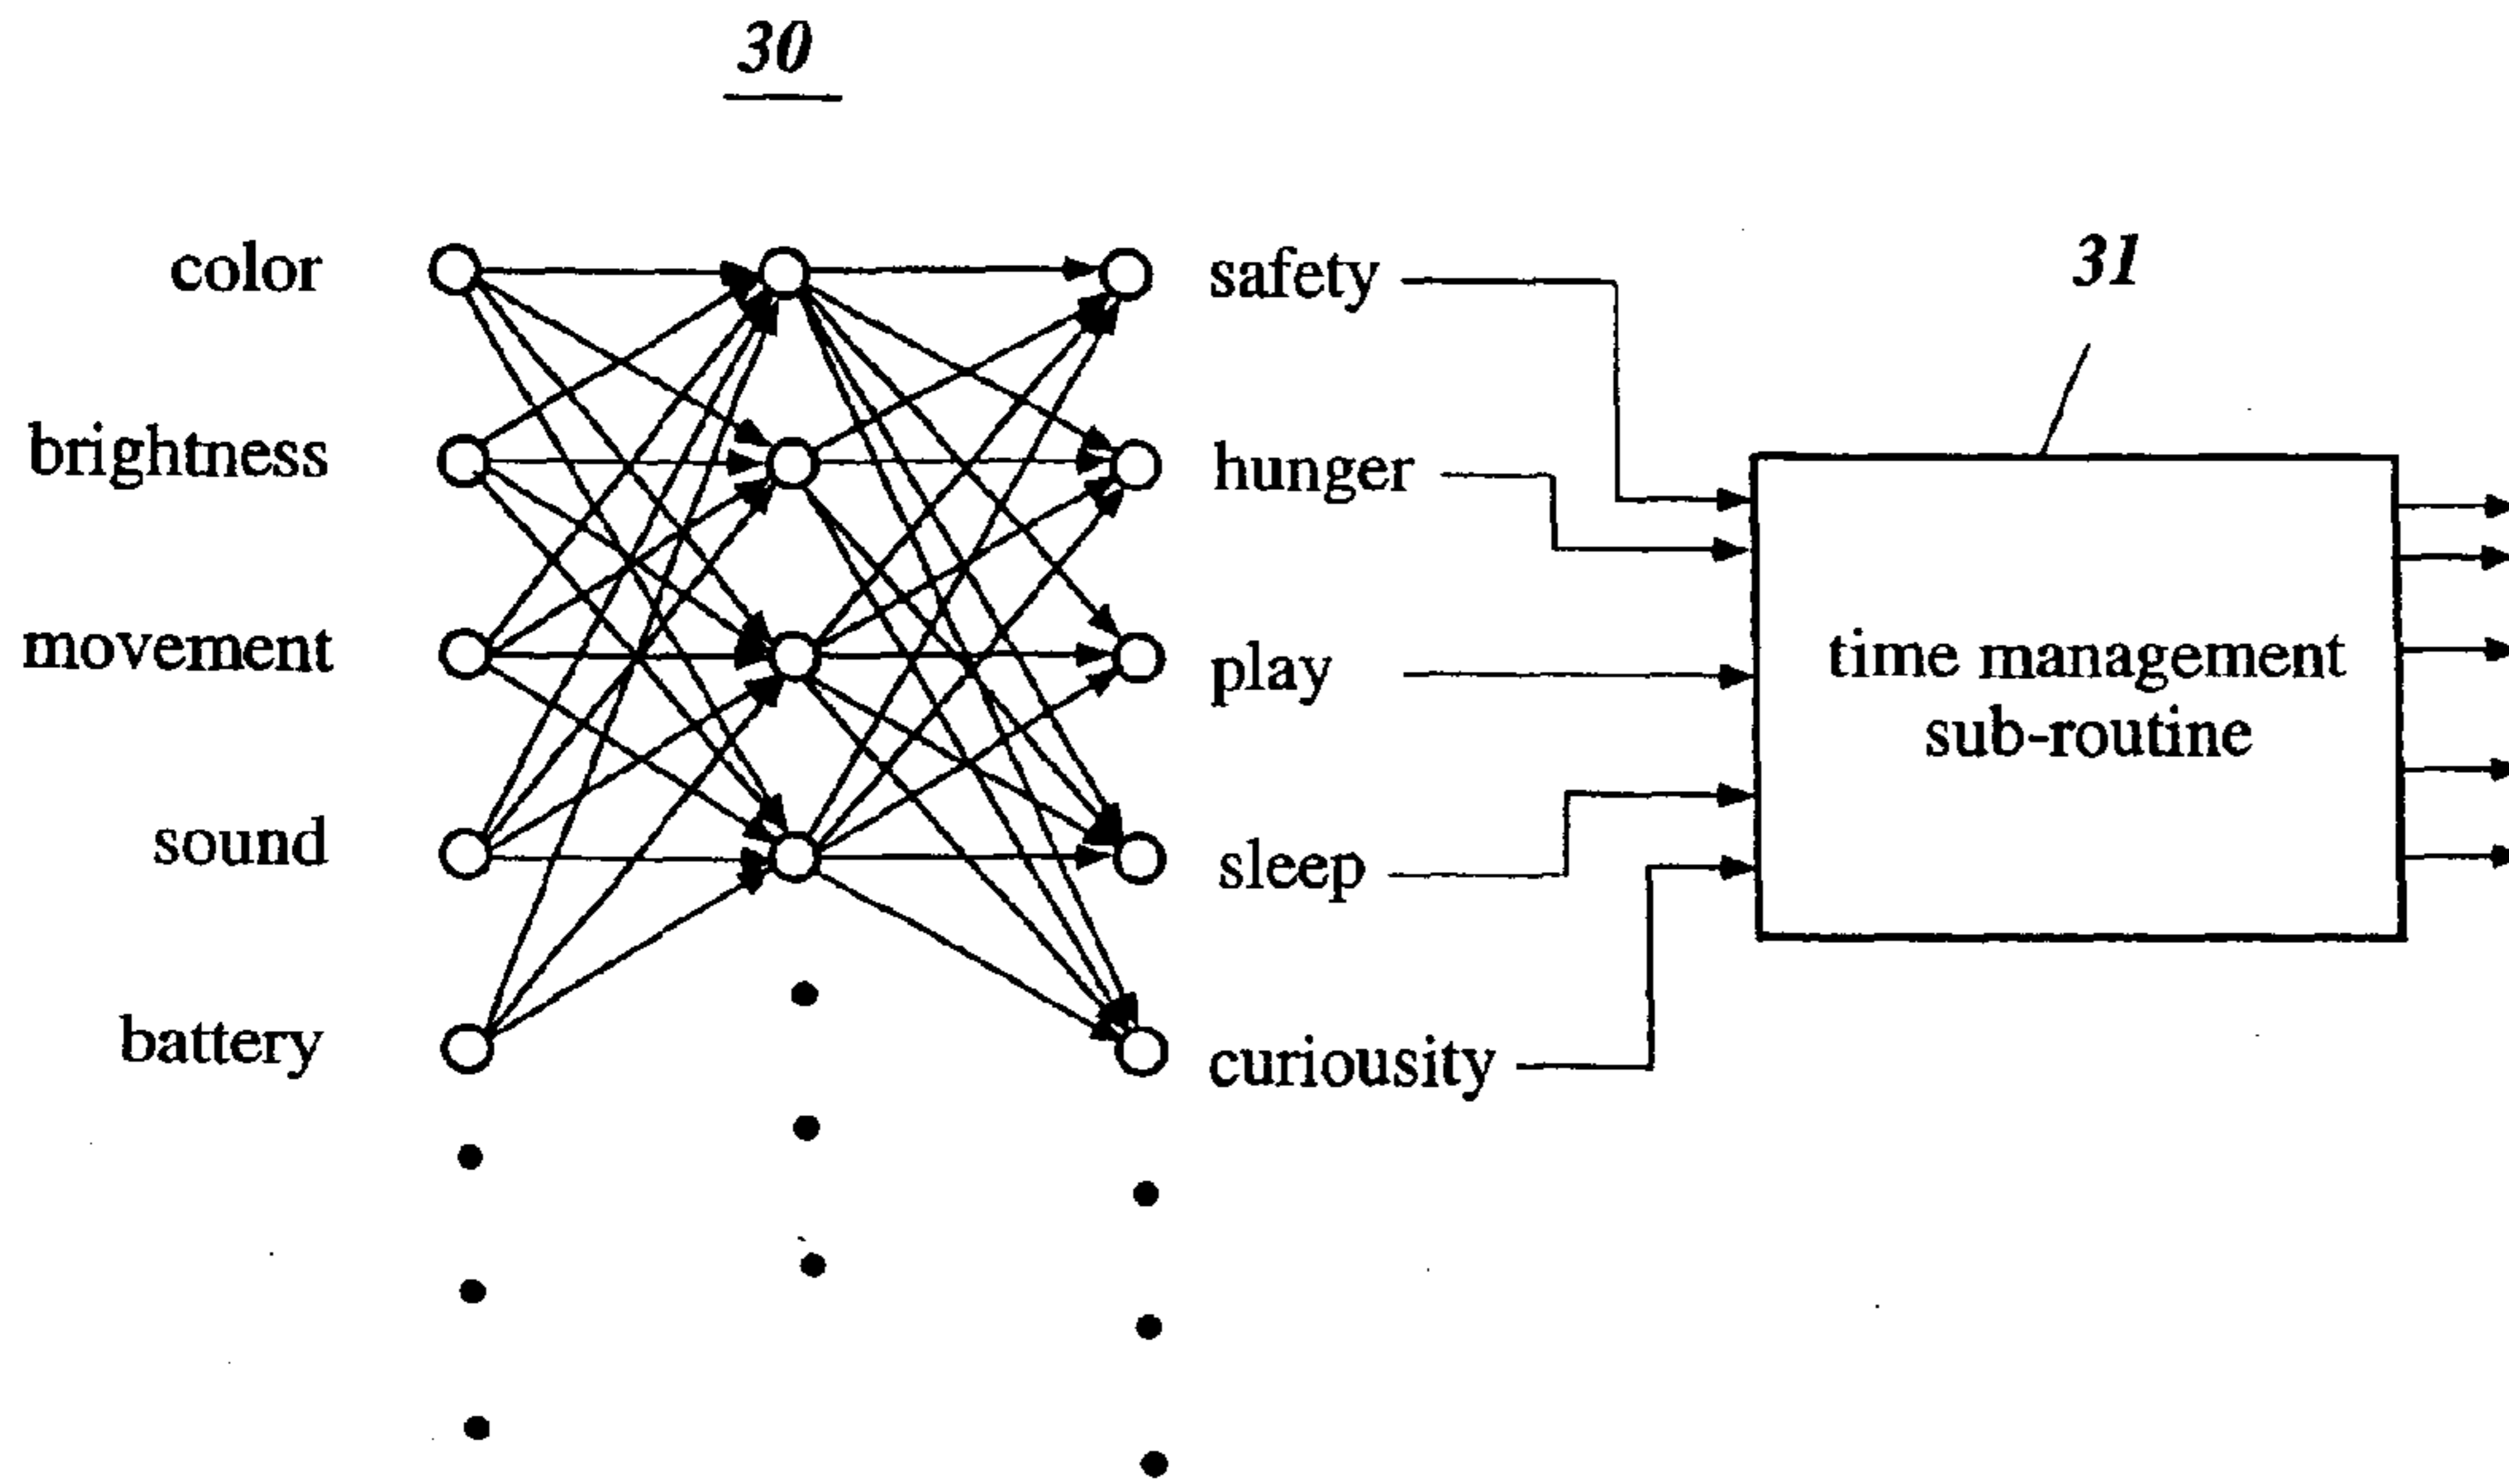 30
color
brightness
movement
sound
battery
safety
hunger
play
sleep
curiousity
31
time management
sub-routine